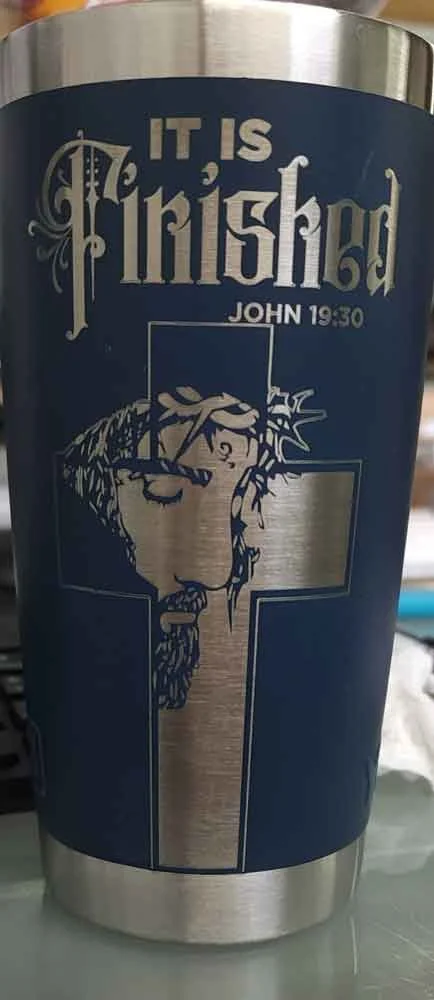 IT IS
Finished
JOHN 19:30